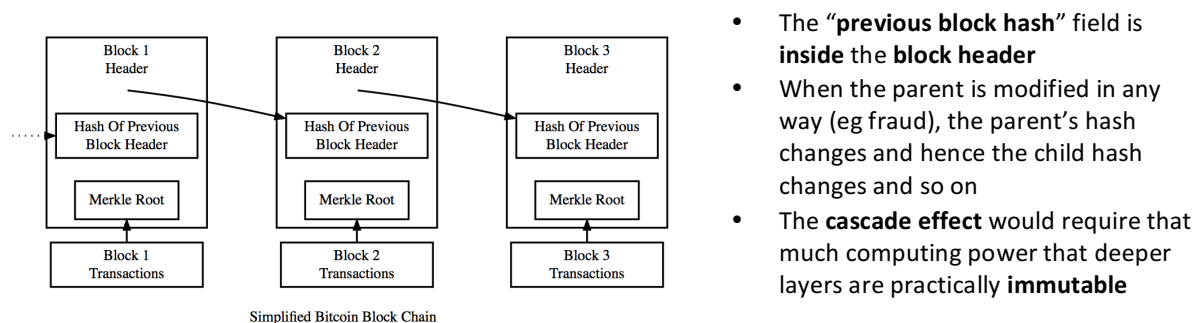 Block 1
Header
Hash Of Previous
Block Header
Merkle Root
Block 1
Transactions
Block 2
Header
Hash Of Previous
Block Header
Merkle Root
Block 2
Transactions
Block 3
Header
Hash Of Previous
Block Header
Merkle Root
Block 3
Transactions
Simplified Bitcoin Block Chain
• The “previous block hash” field is
inside the block header
• When the parent is modified in any
way (eg fraud), the parent’s hash
changes and hence the child hash
changes and so on
• The cascade effect would require that
much computing power that deeper
layers are practically immutable